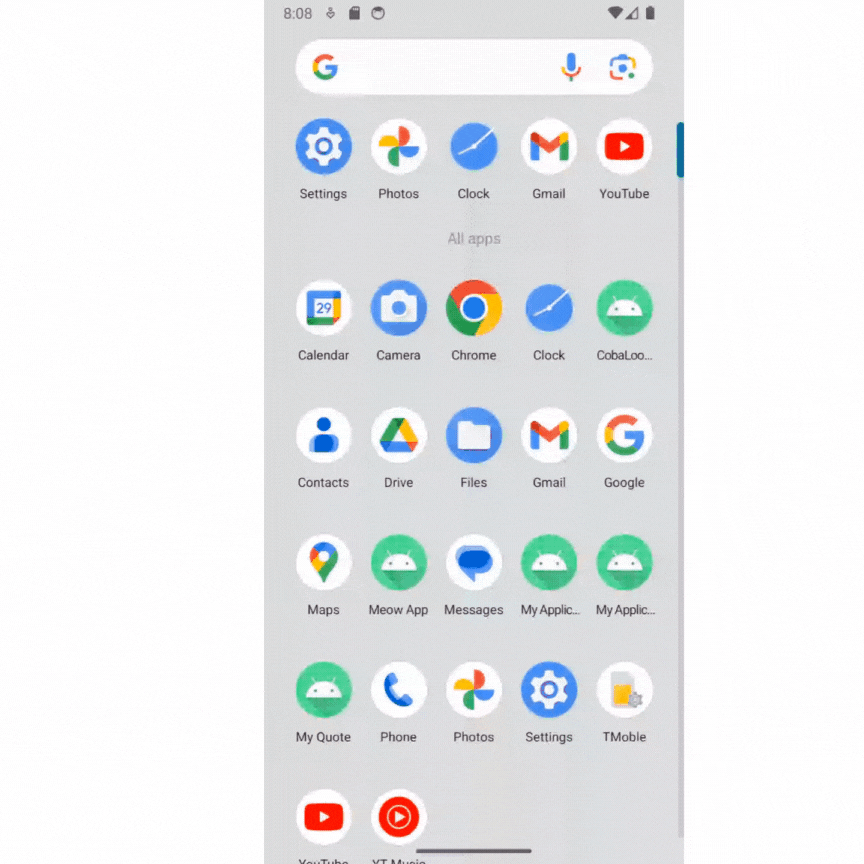 8:08
Settings Photos Clock Gmail YouTube
All apps
29
Calendar Camera Chrome Clock CobaLoo...
Contacts Drive Files Gmail Google
Maps Meow App Messages My Applic... My Applic...
My Quote Phone Photos Settings TMoble
YouTube YT Music